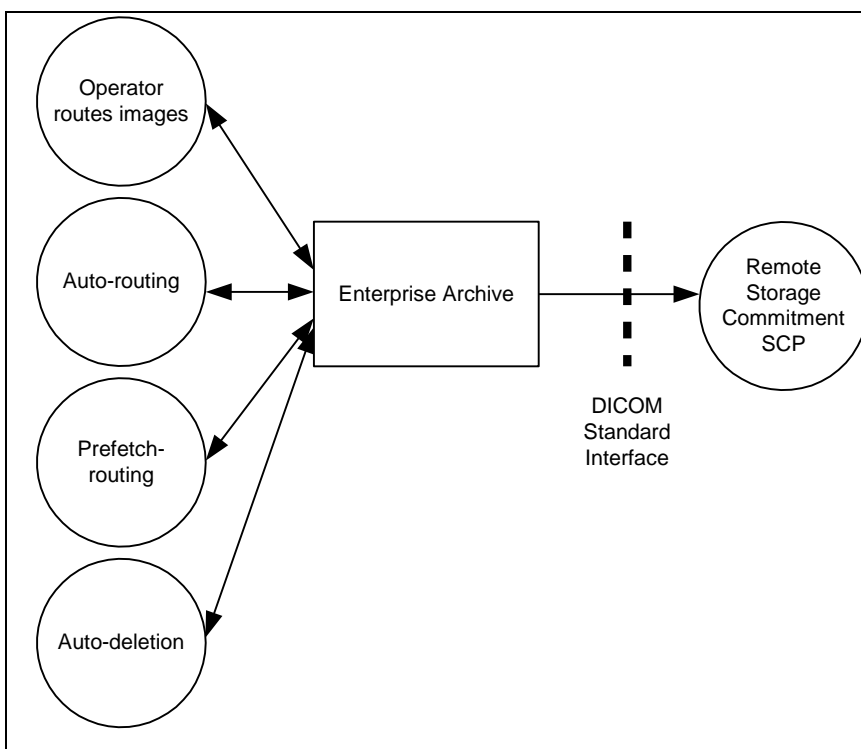 Operator
routes images
Auto-routing
Prefetch-
routing
Auto-deletion
Enterprise Archive
DICOM
Standard
Interface
Remote
Storage
Commitment
SCP